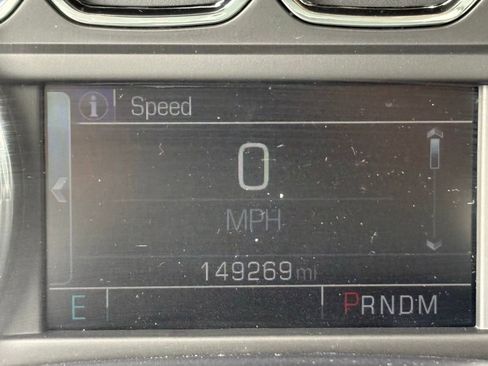 i Speed
0
MPH
149269 mi
E PRNDM